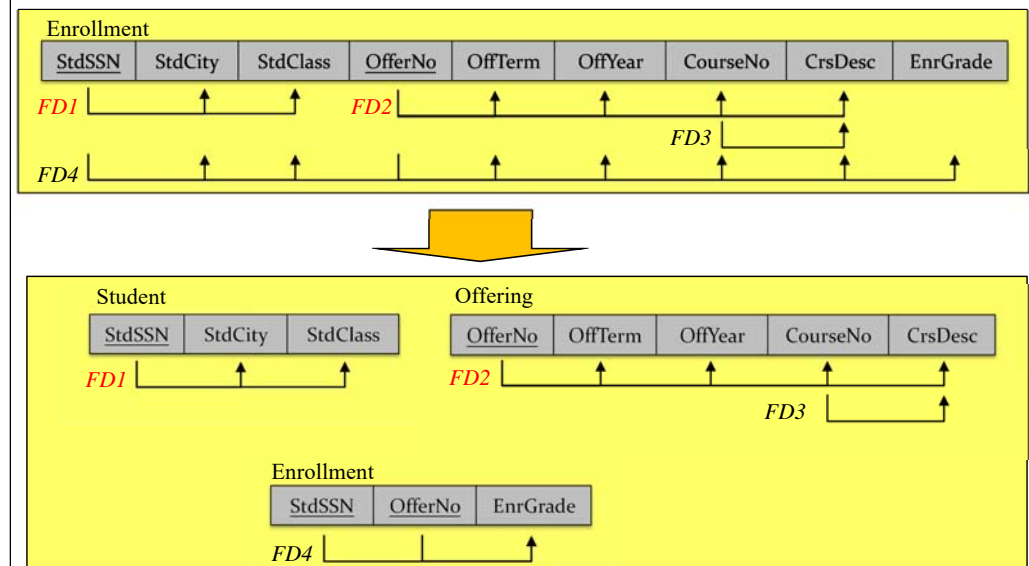 Enrollment
StdSSN StdCity StdClass OfferNo OffTerm OffYear CourseNo CrsDesc EnrGrade
FD1 FD2
FD3
FD4
Student Offering
StdSSN StdCity StdClass OfferNo OffTerm OffYear CourseNo CrsDesc
FD1 FD2
FD3
Enrollment
StdSSN OfferNo EnrGrade
FD4